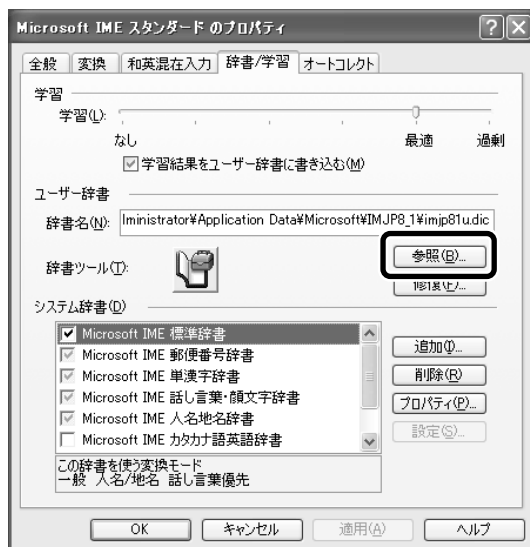 Microsoft IME スタンダード のプロパティ
全般 変換 和英混在入力 辞書/学習 オートコレクト
学習
学習(L):
なし 最適 過剰
学習結果をユーザー辞書に書き込む(M)
ユーザー辞書
辞書名(N): lministrator¥Application Data¥Microsoft¥IMJP8_1¥imjp81u.dic
参照(B)...
辞書ツール(T):
修復(E)...
システム辞書(D)
Microsoft IME 標準辞書
Microsoft IME 郵便番号辞書
Microsoft IME 単漢字辞書
Microsoft IME 話し言葉・顔文字辞書
Microsoft IME 人名地名辞書
Microsoft IME カタカナ語英語辞書
追加(I)...
削除(R)
プロパティ(P)...
設定(S)...
この辞書を使う変換モード
一般 人名/地名 話し言葉優先
OK キャンセル 適用(A) ヘルプ